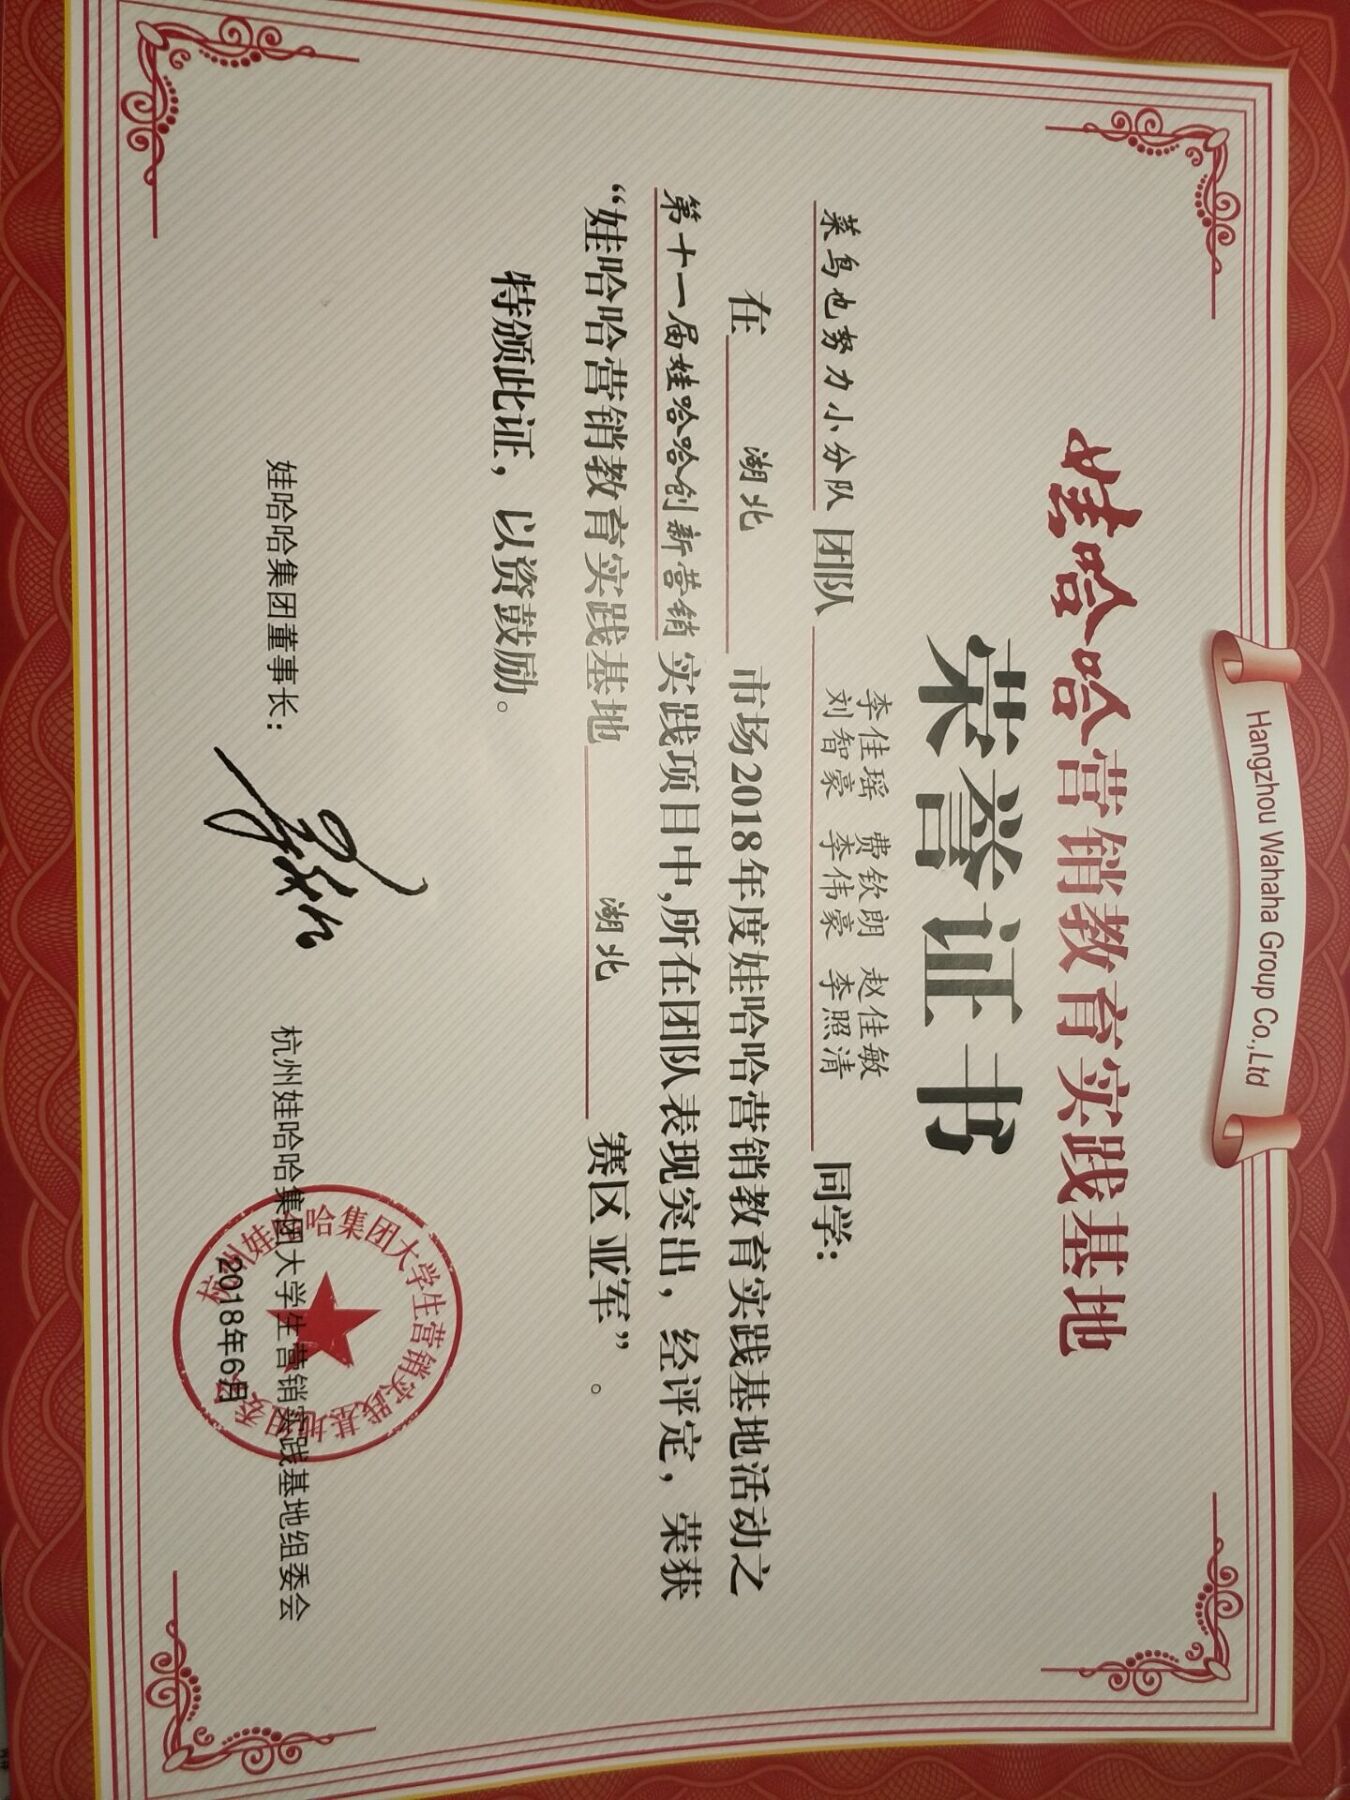 Hangzhou Wahaha Group Co.,Ltd
娃哈哈营销教育实践基地
荣誉证书
李佳瑶 费钦朗 赵佳敏
菜鸟也努力小分队 团队 刘智豪 李伟豪 李照清 同学：
在 湖北 市场2018年度娃哈哈营销教育实践基地活动之
第十一届娃哈哈创新营销 实践项目中,所在团队表现突出，经评定，荣获
“娃哈哈营销教育实践基地 湖北 赛区亚军”。
特颁此证，以资鼓励。
娃哈哈集团董事长：
杭州娃哈哈集团大学生营销实践基地组委会
2018年6月
杭州娃哈哈集团大学生营销实践基地组委会